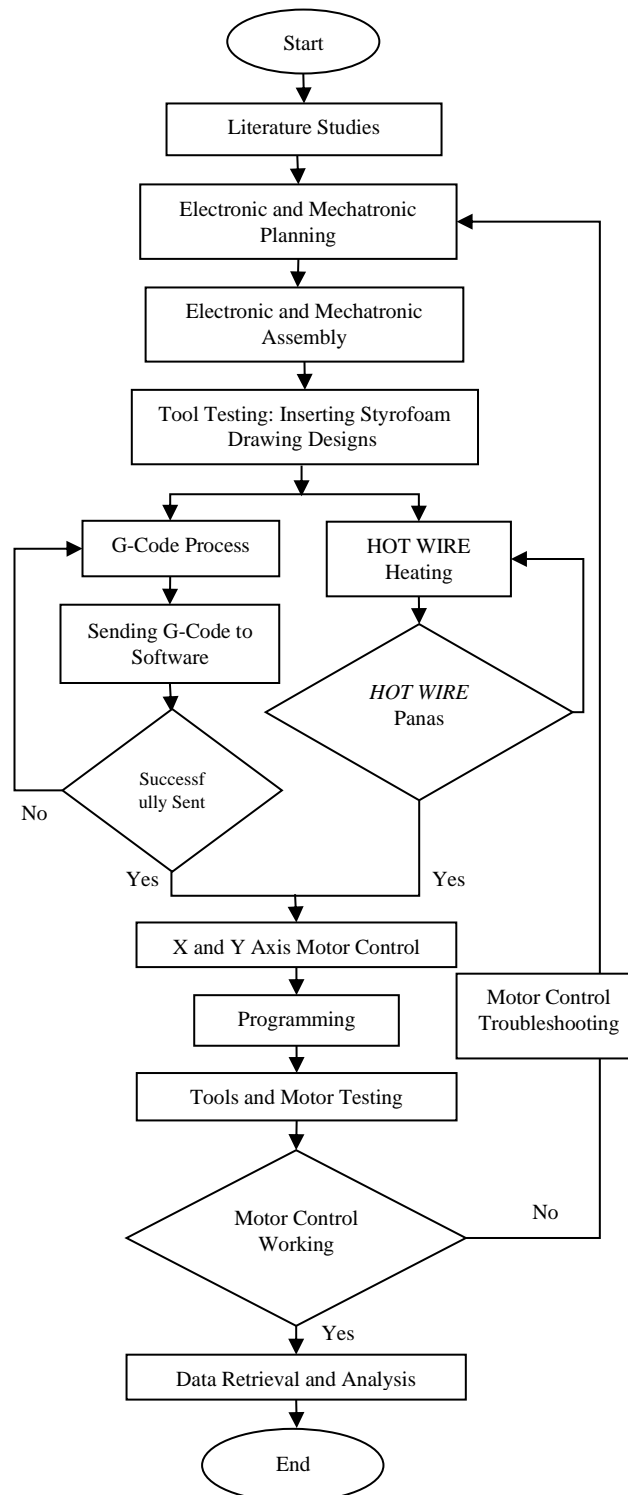 Start
Literature Studies
Electronic and Mechatronic
Planning
Electronic and Mechatronic
Assembly
Tool Testing: Inserting Styrofoam
Drawing Designs
G-Code Process
HOT WIRE
Heating
Sending G-Code to
Software
HOT WIRE
Panas
Successf
ully Sent
No
Yes
Yes
X and Y Axis Motor Control
Programming
Motor Control
Troubleshooting
Tools and Motor Testing
Motor Control
Working
No
Yes
Data Retrieval and Analysis
End